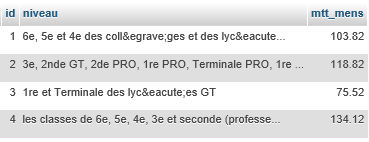 id niveau mtt_mens
1 6e, 5e et 4e des coll&egrave;ges et des lyc&eacute... 103.82
2 3e, 2nde GT, 2de PRO, 1re PRO, Terminale PRO, 1re ... 118.82
3 1re et Terminale des lyc&eacute;es GT 75.52
4 les classes de 6e, 5e, 4e, 3e et seconde (professe... 134.12